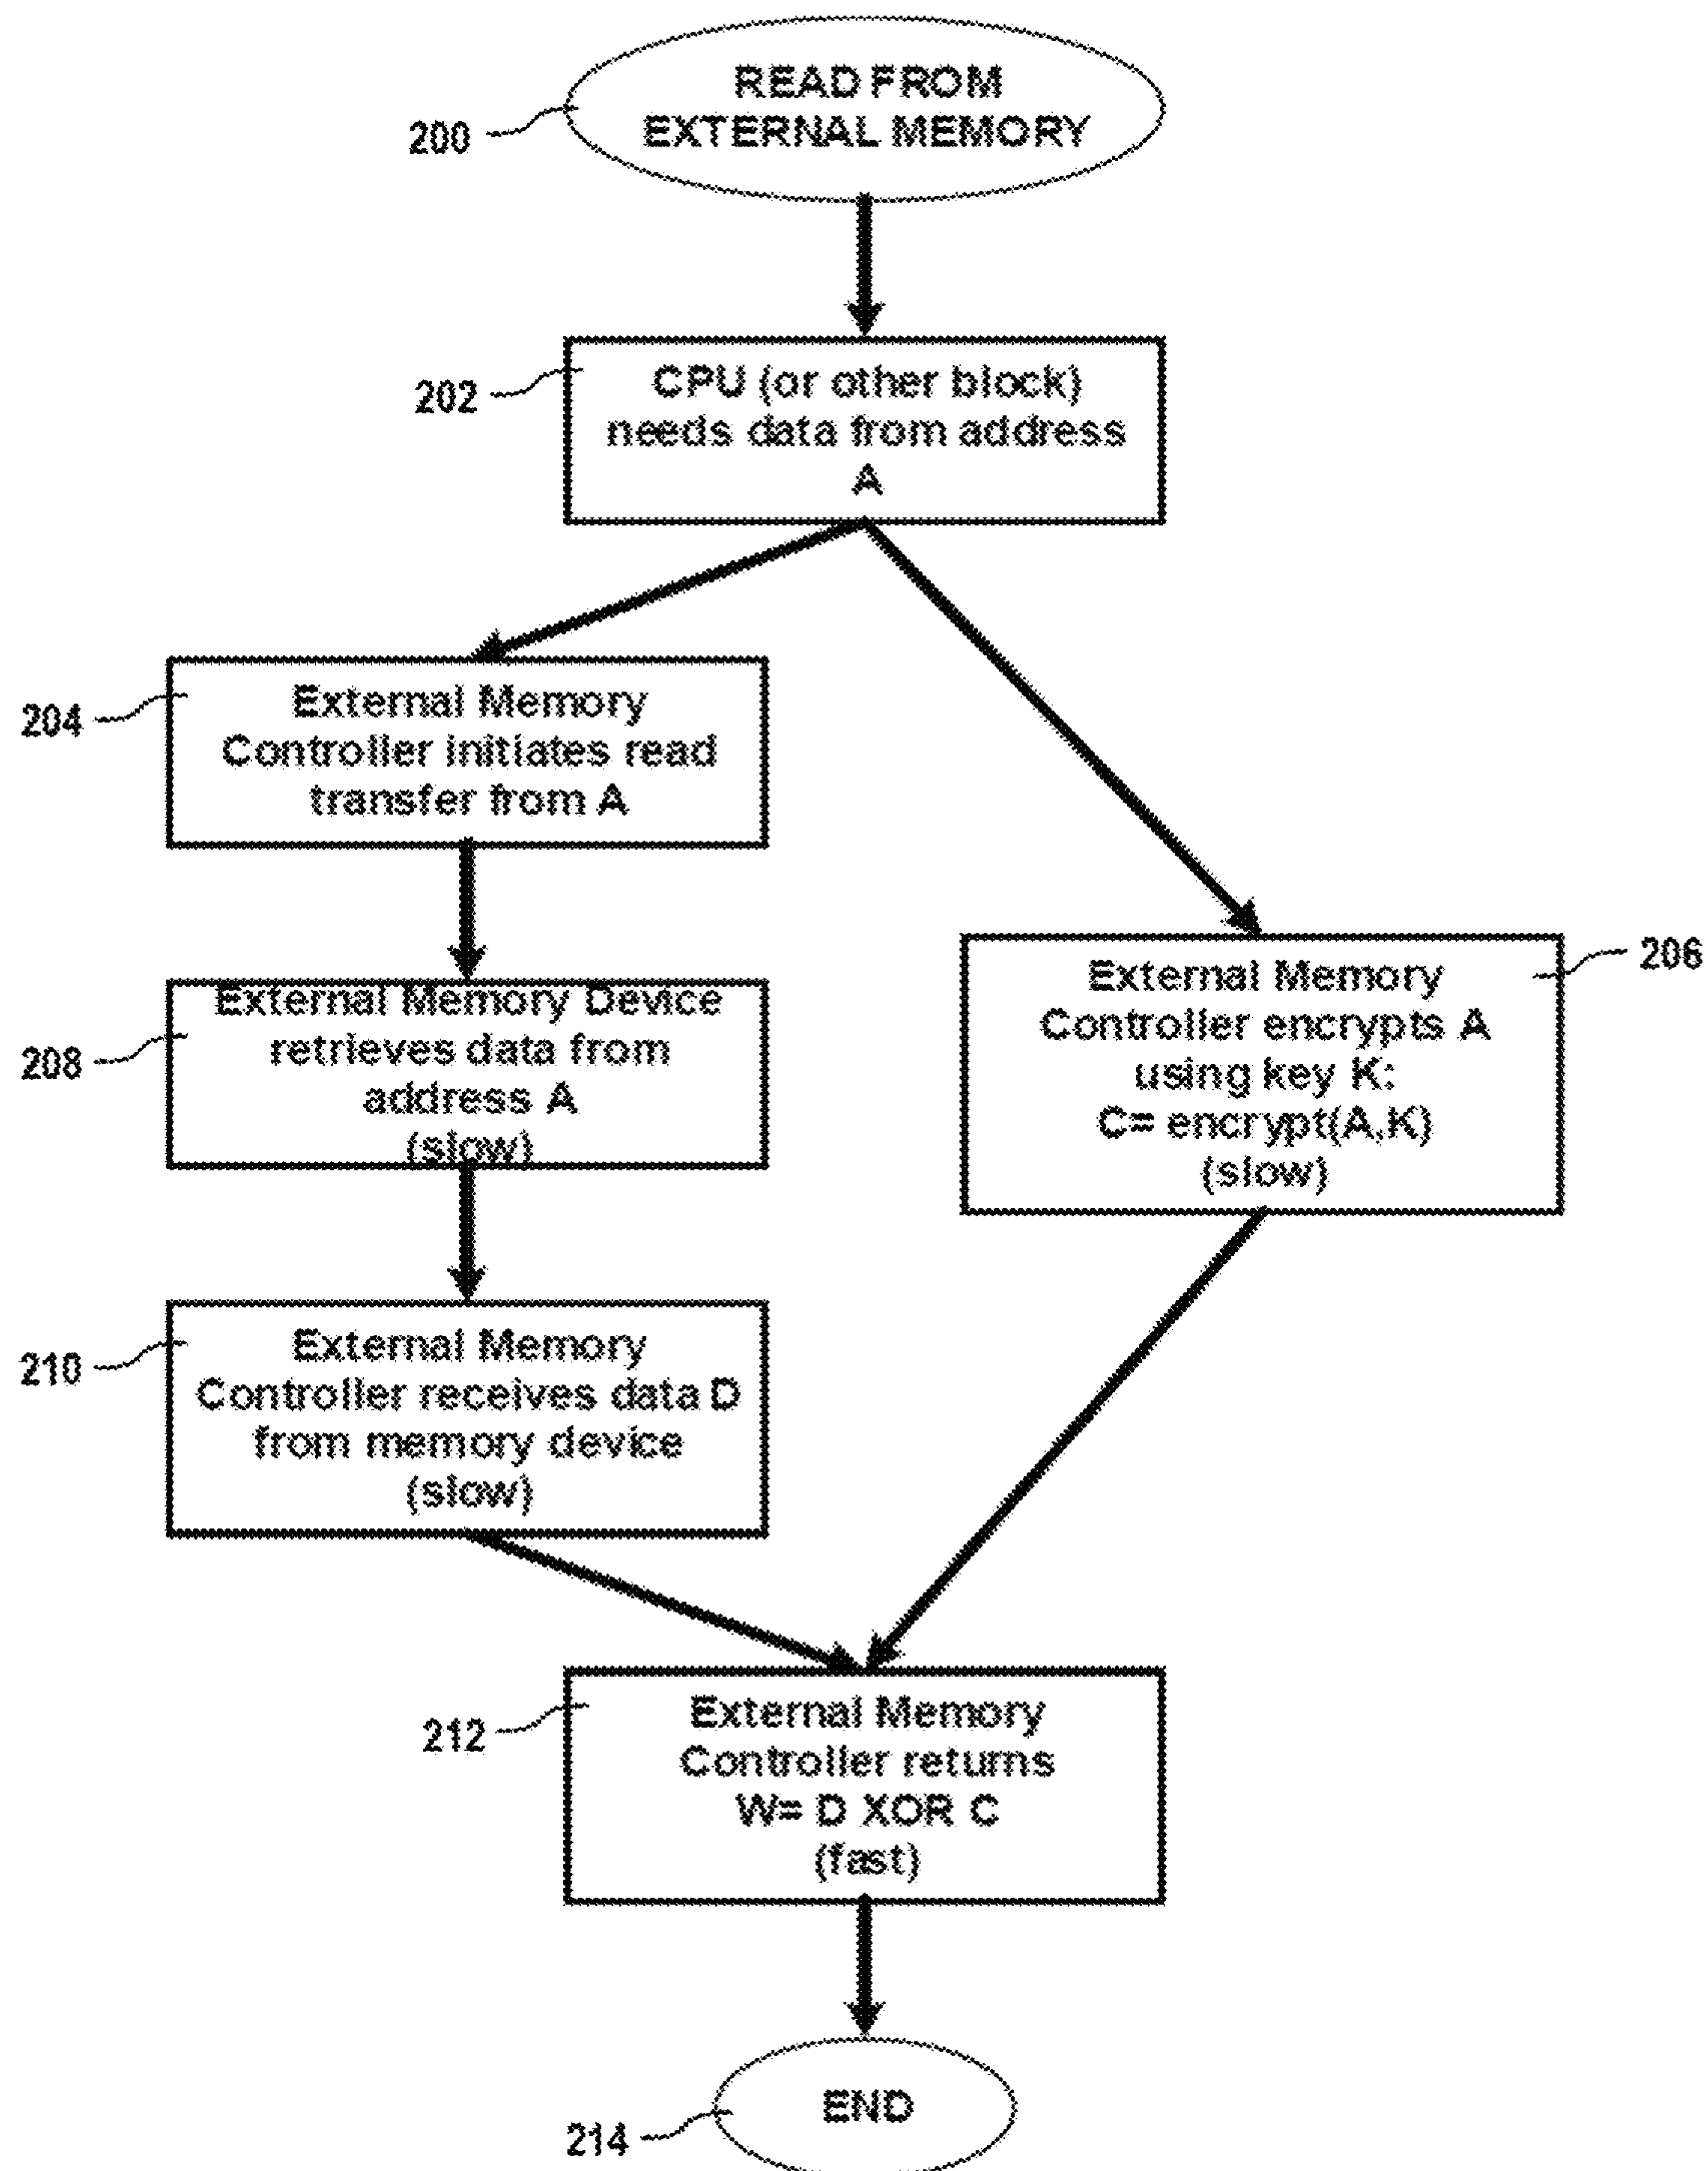 200
READ FROM
EXTERNAL MEMORY
202
CPU (or other block)
needs data from address
A
204
External Memory
Controller initiates read
transfer from A
206
External Memory
Controller encrypts A
using key K:
C= encrypt(A,K)
(slow)
208
External Memory Device
retrieves data from
address A
(slow)
210
External Memory
Controller receives data D
from memory device
(slow)
212
External Memory
Controller returns
W= D XOR C
(fast)
214
END